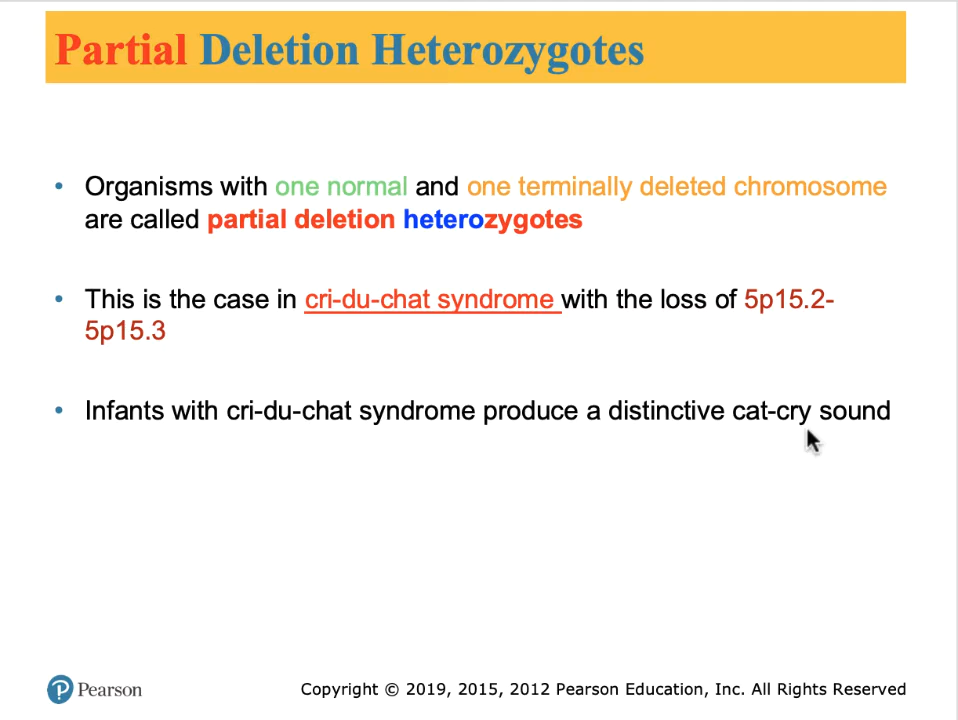 Partial Deletion Heterozygotes
• Organisms with one normal and one terminally deleted chromosome
are called partial deletion heterozygotes
• This is the case in cri-du-chat syndrome with the loss of 5p15.2-
5p15.3
• Infants with cri-du-chat syndrome produce a distinctive cat-cry sound
Pearson
Copyright © 2019, 2015, 2012 Pearson Education, Inc. All Rights Reserved